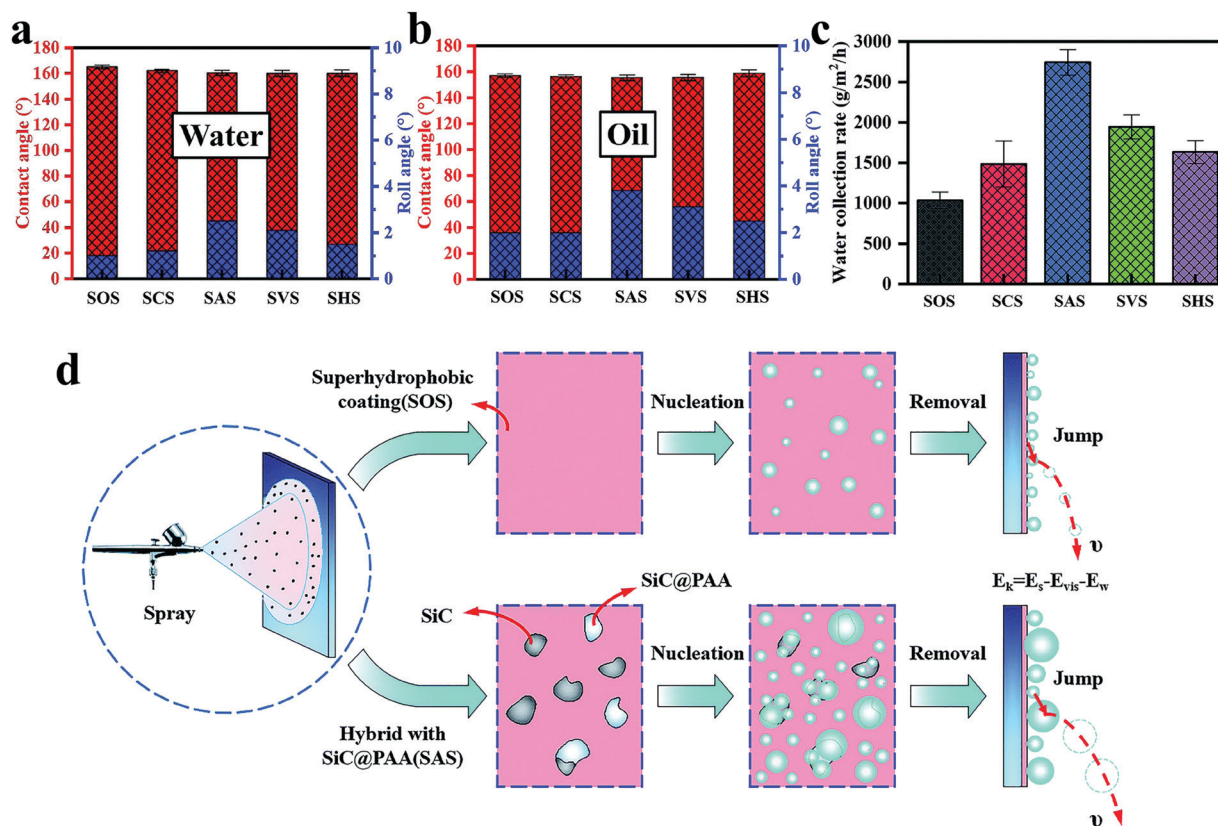 a
180
160
140
120
100
80
60
40
20
0
Contact angle (°)
Water
10
8
6
4
2
0
Roll angle (°)
SOS SCS SAS SVS SHS
b
180
160
140
120
100
80
60
40
20
0
Contact angle (°)
Oil
10
8
6
4
2
0
Roll angle (°)
SOS SCS SAS SVS SHS
c
3000
2500
2000
1500
1000
500
0
Water collection rate (g/m²/h)
SOS SCS SAS SVS SHS
d
Spray
Superhydrophobic
coating(SOS)
Nucleation
Removal
Jump
υ
Eₖ=Eₛ-Eᵥᵢₛ-E_w
SiC
SiC@PAA
Hybrid with
SiC@PAA(SAS)
Nucleation
Removal
Jump
υ